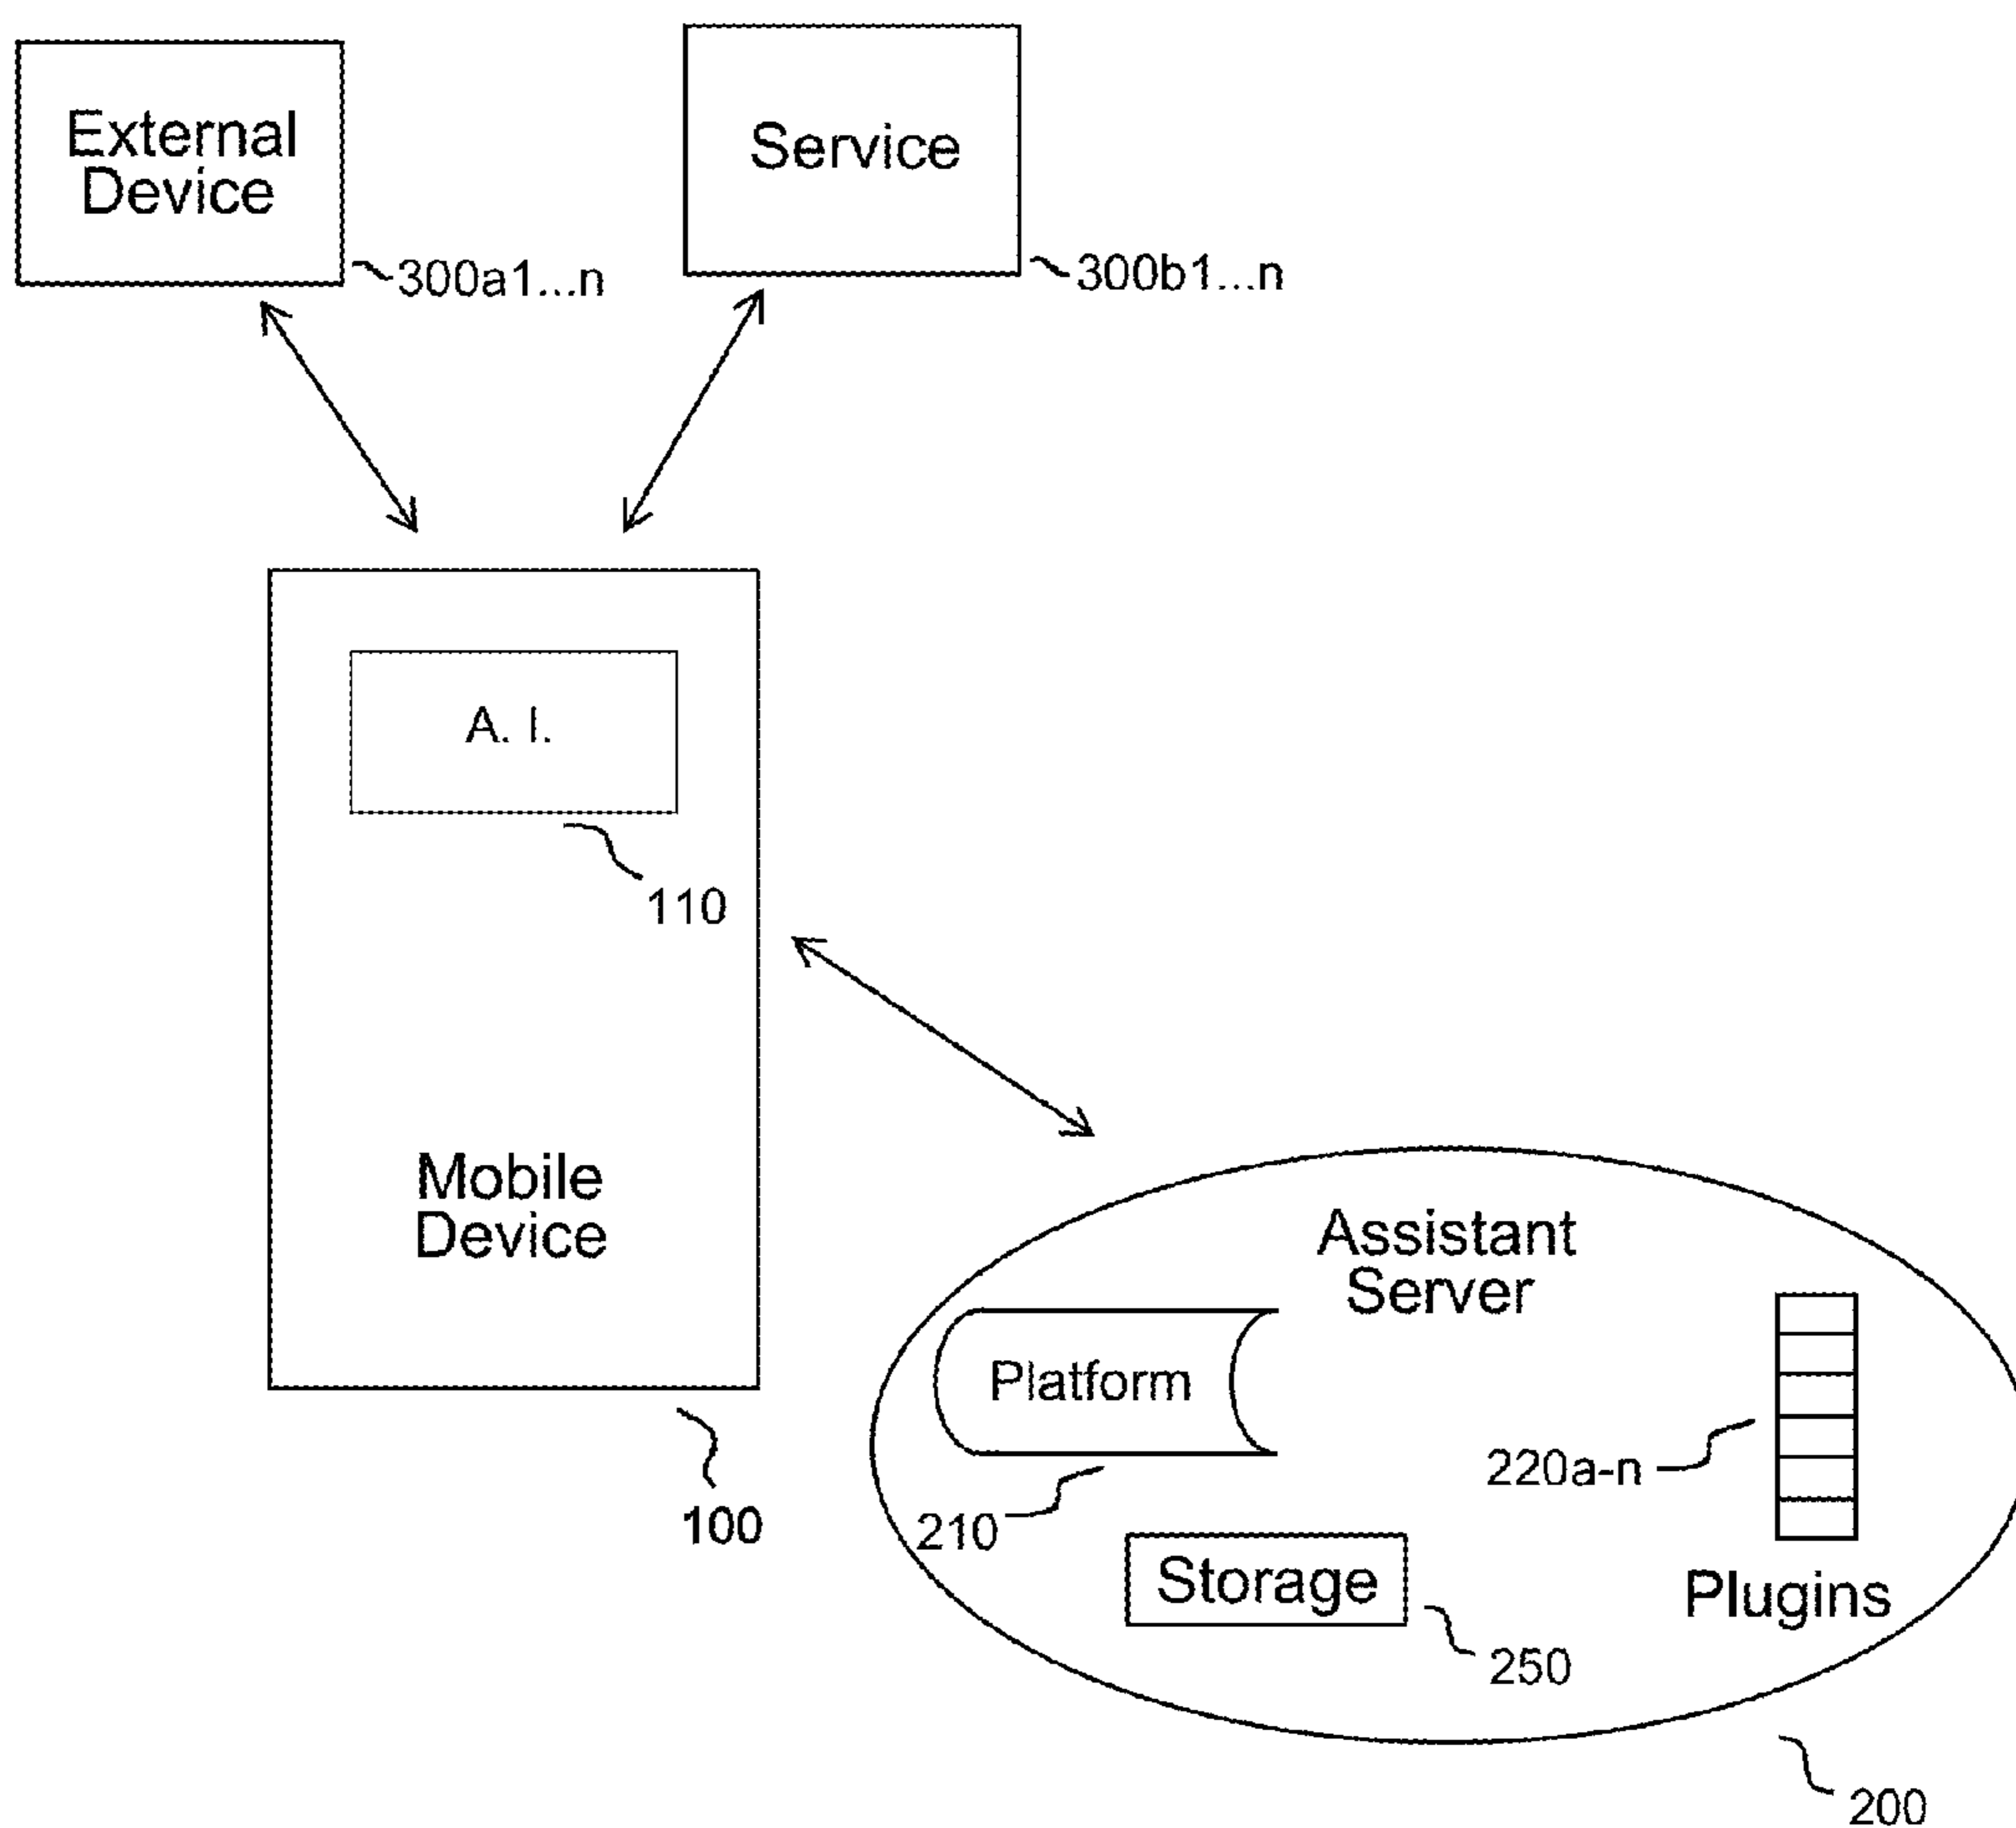 External
Device
300a1...n
Service
300b1...n
A. I.
110
Mobile
Device
100
Assistant
Server
Platform
210
220a-n
Plugins
Storage
250
200